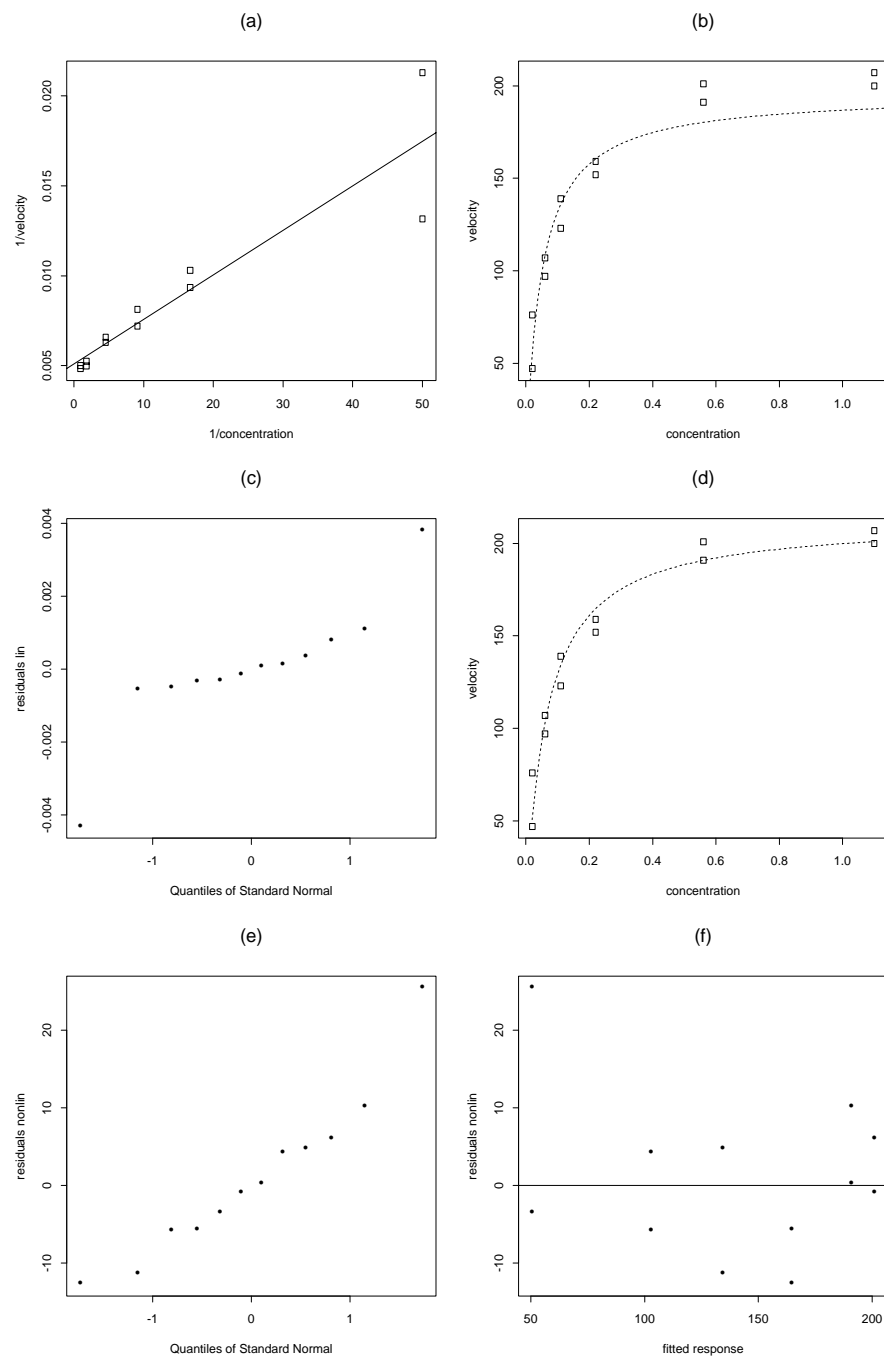 (a)
0.020
0.015
0.010
0.005
1/velocity
0 10 20 30 40 50
1/concentration
(b)
200
150
100
50
velocity
0.0 0.2 0.4 0.6 0.8 1.0
concentration
(c)
0.004
0.002
0.0
-0.002
-0.004
residuals lin
-1 0 1
Quantiles of Standard Normal
(d)
200
150
100
50
velocity
0.0 0.2 0.4 0.6 0.8 1.0
concentration
(e)
20
10
0
-10
residuals nonlin
-1 0 1
Quantiles of Standard Normal
(f)
20
10
0
-10
residuals nonlin
50 100 150 200
fitted response